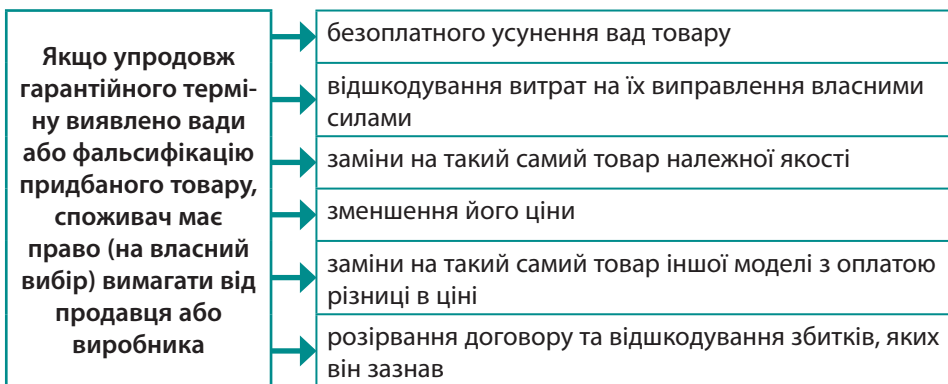 Якщо упродовж
гарантійного термі-
ну виявлено вади
або фальсифікацію
придбаного товару,
споживач має
право (на власний
вибір) вимагати від
продавця або
виробника
безоплатного усунення вад товару
відшкодування витрат на їх виправлення власними
силами
заміни на такий самий товар належної якості
зменшення його ціни
заміни на такий самий товар іншої моделі з оплатою
різниці в ціні
розірвання договору та відшкодування збитків, яких
він зазнав